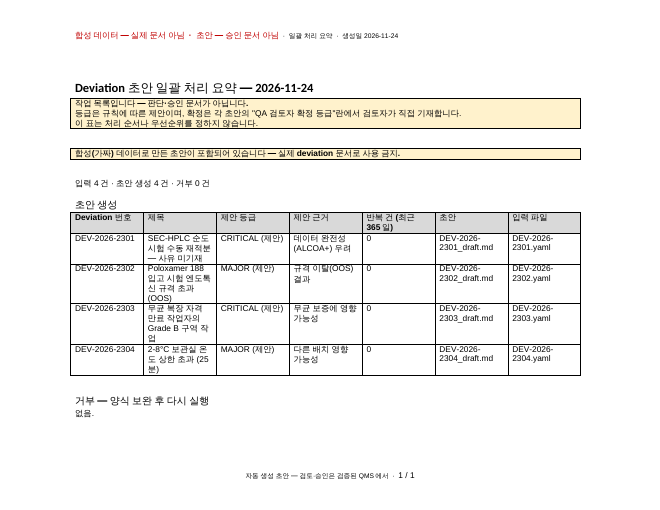 합성 데이터 — 실제 문서 아님 · 초안 — 승인 문서 아님 · 일괄 처리 요약 · 생성일 2026-11-24
Deviation 초안 일괄 처리 요약 — 2026-11-24
작업 목록입니다 — 판단·승인 문서가 아닙니다.
등급은 규칙에 따른 제안이며, 확정은 각 초안의 "QA 검토자 확정 등급"란에서 검토자가 직접 기재합니다.
이 표는 처리 순서나 우선순위를 정하지 않습니다.
합성(가짜) 데이터로 만든 초안이 포함되어 있습니다 — 실제 deviation 문서로 사용 금지.
입력 4 건 · 초안 생성 4 건 · 거부 0 건
초안 생성
Deviation 번호 제목 제안 등급 제안 근거 반복 건 (최근 365 일) 초안 입력 파일
DEV-2026-2301 SEC-HPLC 순도 시험 수동 재적분 — 사유 미기재 CRITICAL (제안) 데이터 완전성 (ALCOA+) 우려 0 DEV-2026-2301_draft.md DEV-2026-2301.yaml
DEV-2026-2302 Poloxamer 188 입고 시험 엔도톡신 규격 초과 (OOS) MAJOR (제안) 규격 이탈(OOS) 결과 0 DEV-2026-2302_draft.md DEV-2026-2302.yaml
DEV-2026-2303 무균 복장 자격 만료 작업자의 Grade B 구역 작업 CRITICAL (제안) 무균 보증에 영향 가능성 0 DEV-2026-2303_draft.md DEV-2026-2303.yaml
DEV-2026-2304 2-8°C 보관실 온도 상한 초과 (25 분) MAJOR (제안) 다른 배치 영향 가능성 0 DEV-2026-2304_draft.md DEV-2026-2304.yaml
거부 — 양식 보완 후 다시 실행
없음.
자동 생성 초안 — 검토·승인은 검증된 QMS 에서 · 1 / 1